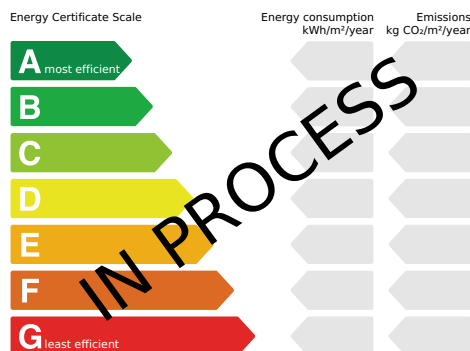 Energy Certificate Scale
Energy consumption
kWh/m²/year
Emissions
kg CO₂/m²/year
A most efficient
B
C
D
E
F
G least efficient
IN PROCESS